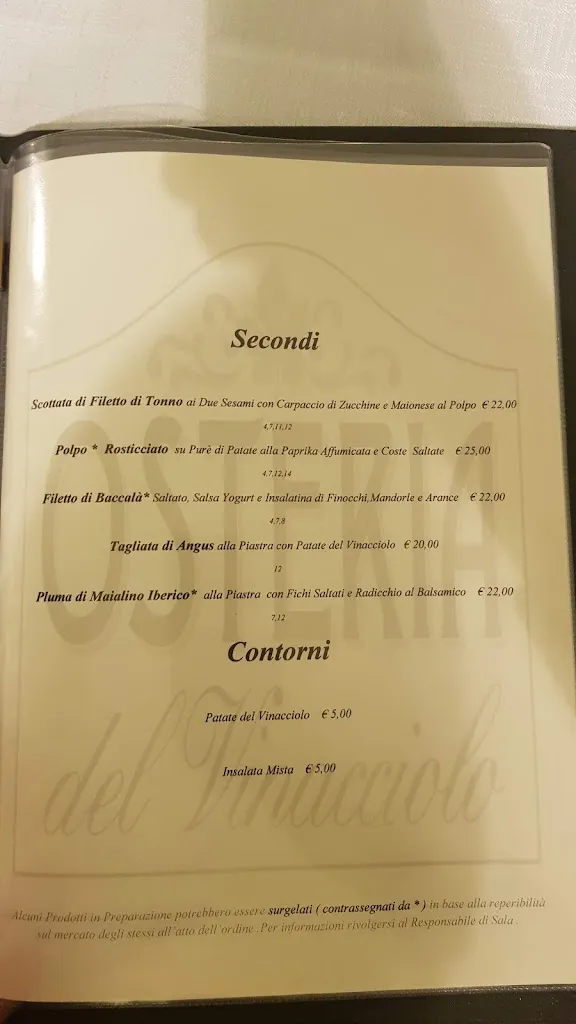 Secondi
Scottata di Filetto di Tonno ai Due Sesami con Carpaccio di Zucchine e Maionese al Polpo € 22,00
4,7,11,12
Polpo * Rosticciato su Purè di Patate alla Paprika Affumicata e Coste Saltate € 25,00
4,7,12,14
Filetto di Baccalà* Saltato, Salsa Yogurt e Insalatina di Finocchi,Mandorle e Arance € 22,00
4,7,8
Tagliata di Angus alla Piastra con Patate del Vinacciolo € 20,00
12
Pluma di Maialino Iberico* alla Piastra con Fichi Saltati e Radicchio al Balsamico € 22,00
7,12
Contorni
Patate del Vinacciolo € 5,00
Insalata Mista € 5,00
OSTERIA
del Vinacciolo
Alcuni Prodotti in Preparazione potrebbero essere surgelati ( contrassegnati da * ) in base alla reperibilità
sul mercato degli stessi all'atto dell'ordine .Per informazioni rivolgersi al Responsabile di Sala .